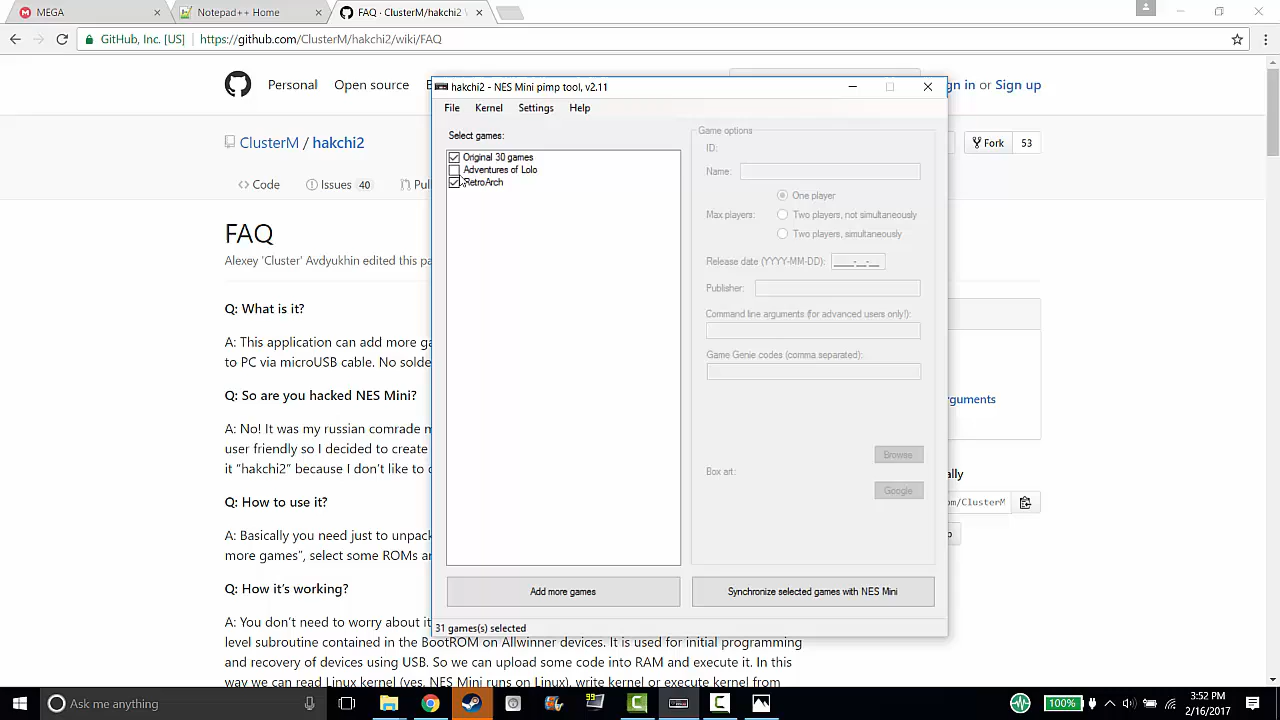 MEGA
Notepad++ Home
FAQ · ClusterM/hakchi2
GitHub, Inc. [US]
https://github.com/ClusterM/hakchi2/wiki/FAQ
Personal
Open source
in or Sign up
ClusterM / hakchi2
Fork 53
Code
Issues 40
FAQ
Alexey 'Cluster' Avdyukhin edited this
Q: What is it?
A: This application can add more
to PC via microUSB cable. No
Q: So are you hacked NES Mini?
A: No! It was my russian comrade
user friendly so I decided to create
it "hakchi2" because I don't like to
Q: How to use it?
A: Basically you need just to
more games", select some ROMs
Q: How it's working?
A: You don't need to worry about
level subroutine contained in the BootROM on Allwinner devices. It is used for initial programming
and recovery of devices using USB. So we can upload some code into RAM and execute it. In this
way we can read Linux kernel (yes, NES Mini runs on Linux), write kernel or execute kernel from
hakchi2 - NES Mini pimp tool, v2.11
File Kernel Settings Help
Select games:
Original 30 games
Adventures of Lolo
RetroArch
Game options
ID:
Name:
One player
Max players:
Two players, not simultaneously
Two players, simultaneously
Release date (YYYY-MM-DD): ____-__-__
Publisher:
Command line arguments (for advanced users only!):
Game Genie codes (comma separated):
Browse
Box art:
Google
Add more games
Synchronize selected games with NES Mini
31 games(s) selected
Ask me anything
100%
3:52 PM
2/16/2017